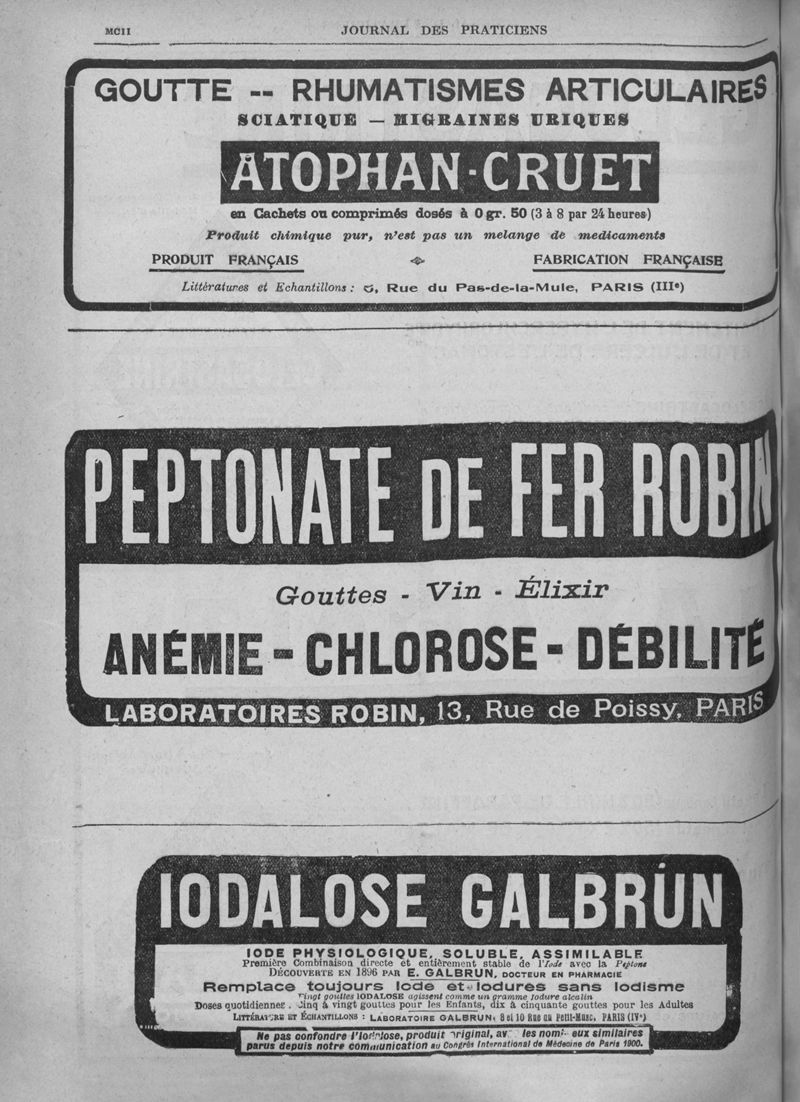 MCII
JOURNAL DES PRATICIENS
GOUTTE -- RHUMATISMES ARTICULAIRES
SCIATIQUE — MIGRAINES URIQUES
ATOPHAN-CRUET
en Cachets ou comprimés dosés à 0 gr. 50 (3 à 8 par 24 heures)
Produit chimique pur, n'est pas un melange de medicaments
PRODUIT FRANÇAIS
FABRICATION FRANÇAISE
Littératures et Echantillons : 6, Rue du Pas-de-la-Mule, PARIS (IIIe)
PEPTONATE DE FER ROBIN
Gouttes - Vin - Élixir
ANÉMIE - CHLOROSE - DÉBILITÉ
LABORATOIRES ROBIN, 13, Rue de Poissy, PARIS
IODALOSE GALBRUN
IODE PHYSIOLOGIQUE, SOLUBLE, ASSIMILABLE
Première Combinaison directe et entièrement stable de l'Iode avec la Peptone
DÉCOUVERTE EN 1896 PAR E. GALBRUN, DOCTEUR EN PHARMACIE
Remplace toujours Iode et Iodures sans Iodisme
Vingt gouttes IODALOSE agissent comme un gramme Iodure alcalin
Doses quotidiennes : Cinq à vingt gouttes pour les Enfants, dix à cinquante gouttes pour les Adultes
LITTÉRATURE ET ÉCHANTILLONS : LABORATOIRE GALBRUN, 8 et 10 Rue du Petit-Musc, PARIS (IVe)
Ne pas confondre l'Iodalose, produit original, avec les nombreux similaires
parus depuis notre communication au Congrès International de Médecine de Paris 1900.